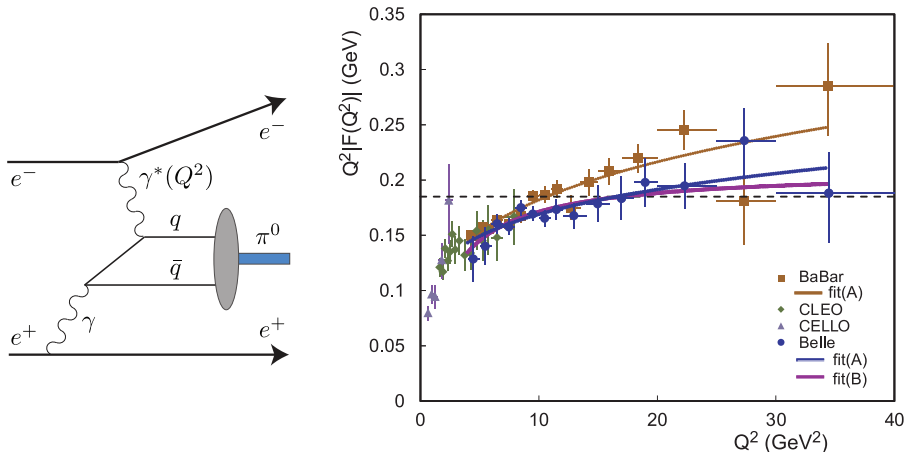 e⁻
e⁻
γ*(Q²)
q
q̄
π⁰
γ
e⁺
e⁺
Q²|F(Q²)| (GeV)
0.35
0.3
0.25
0.2
0.15
0.1
0.05
0
BaBar
fit(A)
CLEO
CELLO
Belle
fit(A)
fit(B)
0 10 20 30 40
Q² (GeV²)